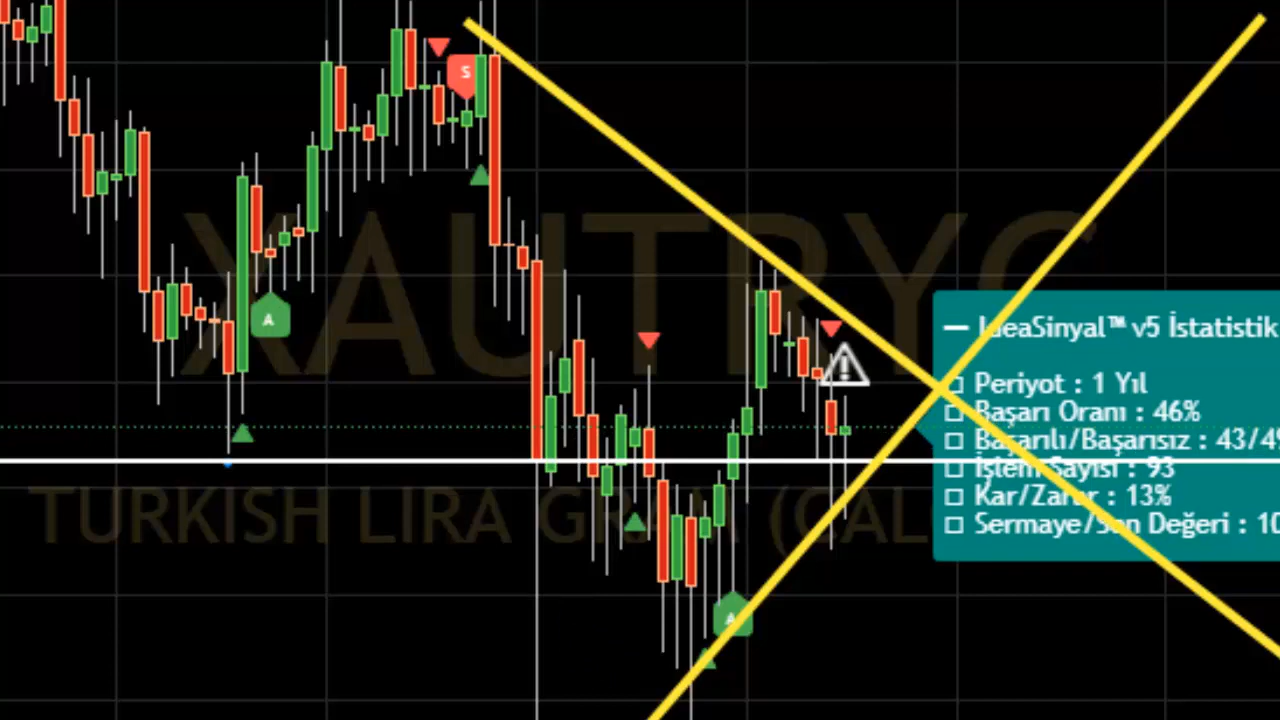 S
A
XAUTRYG
IdeaSinyal™ v5 İstatistik
Periyot : 1 Yıl
Başarı Oranı : 46%
Başarılı/Başarısız : 43/49
İşlem Sayısı : 93
Kar/Zarar : 13%
Sermaye/Son Değeri : 10
TURKISH LIRA GRAM (CAL
A